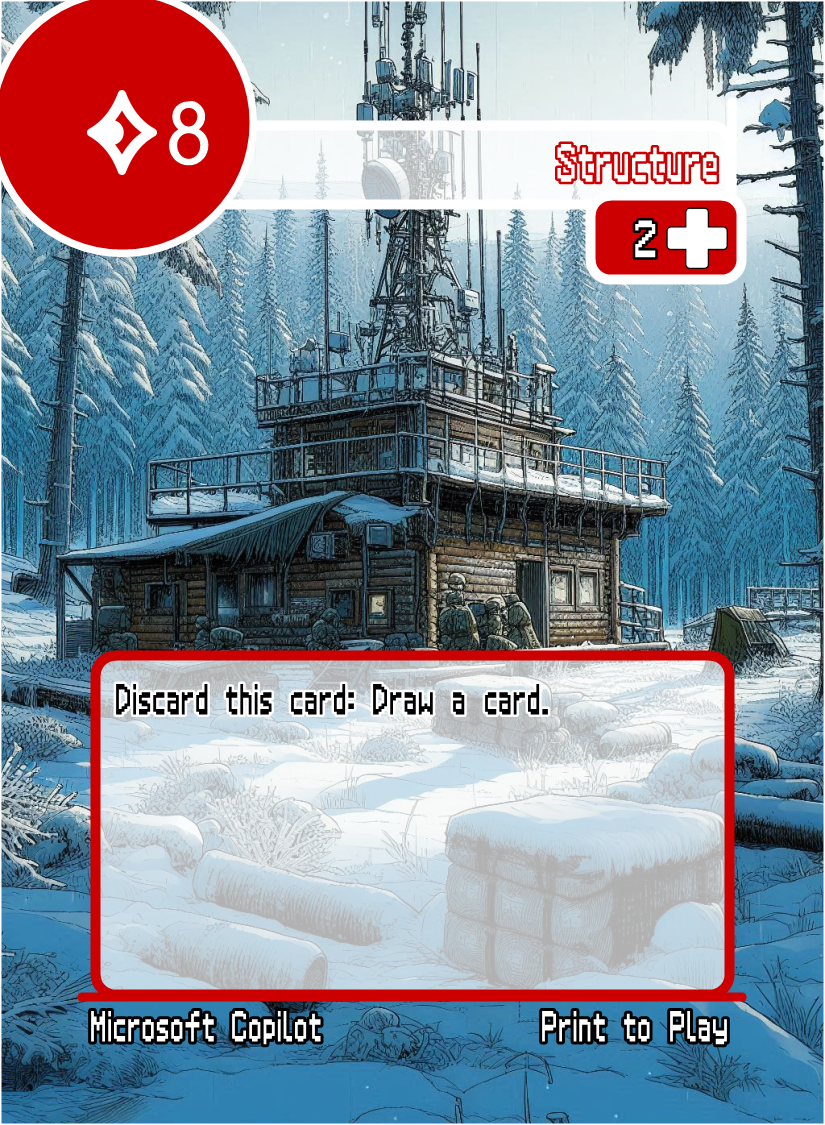 8
Structure
2
Discard this card: Draw a card.
Microsoft Copilot
Print to Play